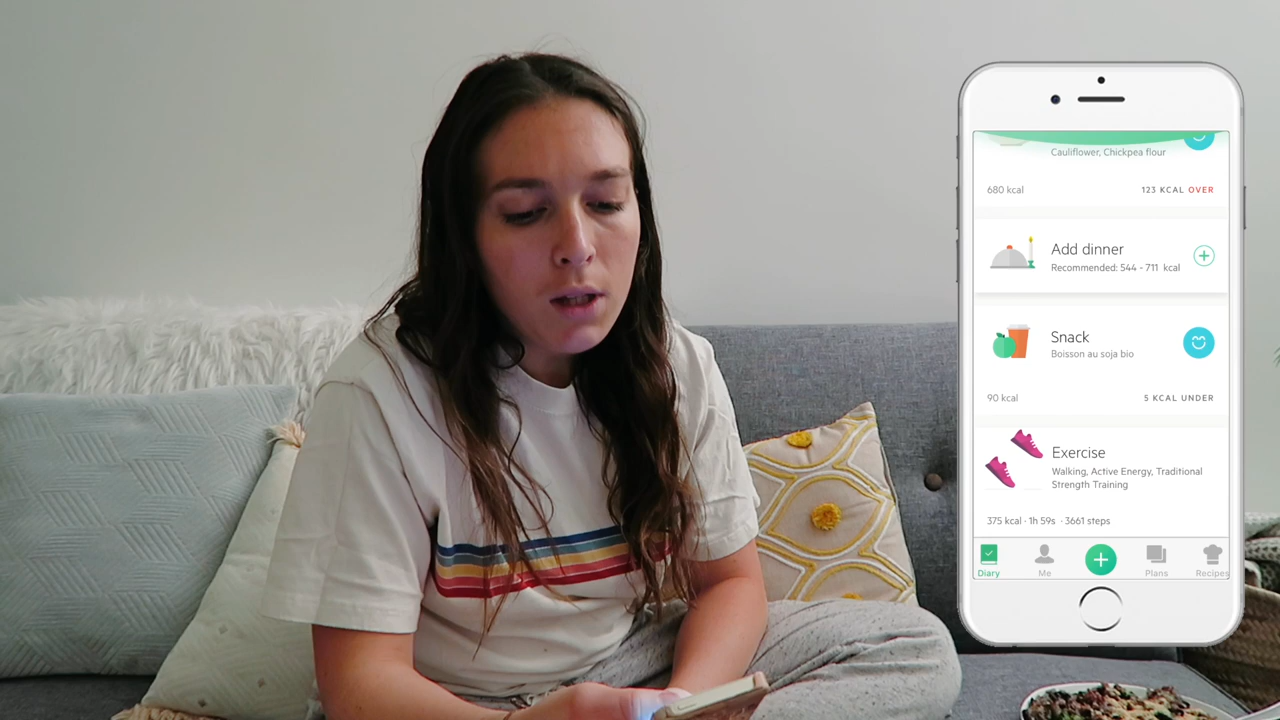 Cauliflower, Chickpea flour
680 kcal
123 KCAL OVER
Add dinner
Recommended: 544 - 711 kcal
Snack
Boisson au soja bio
90 kcal
5 KCAL UNDER
Exercise
Walking, Active Energy, Traditional
Strength Training
375 kcal · 1h 59s · 3661 steps
Diary
Me
Plans
Recipes